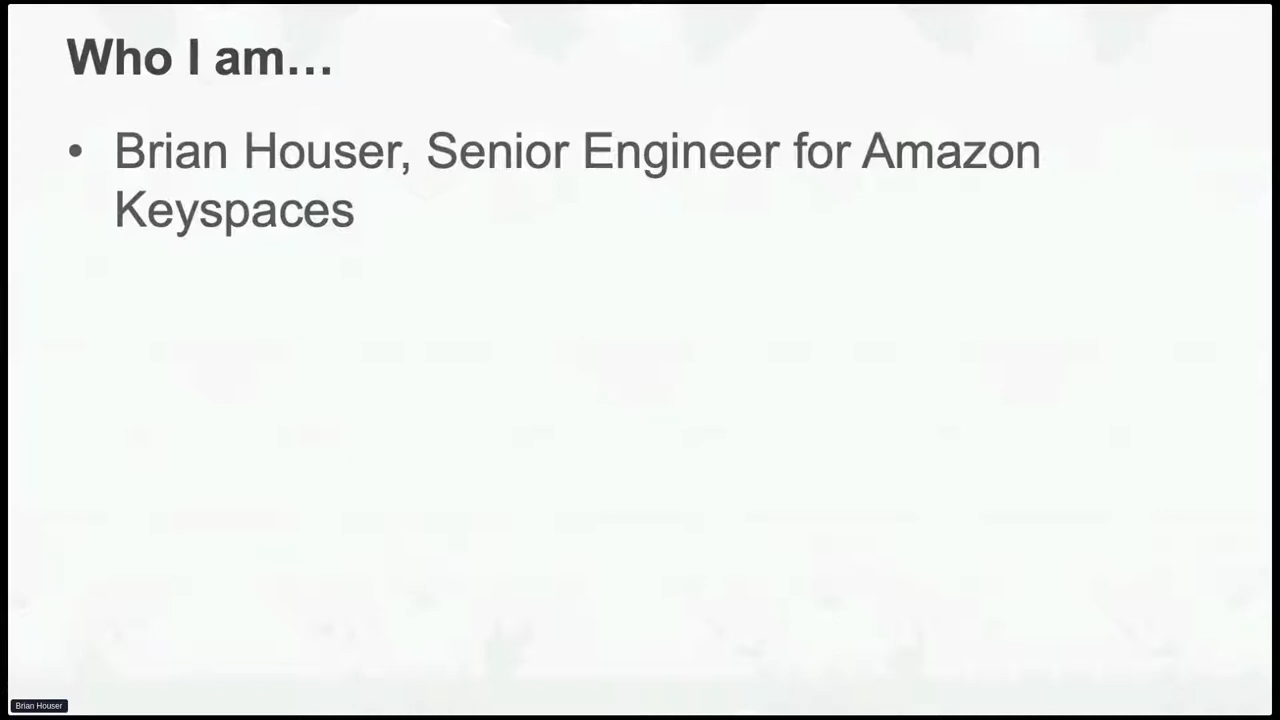 Who I am…
• Brian Houser, Senior Engineer for Amazon
Keyspaces
Brian Houser